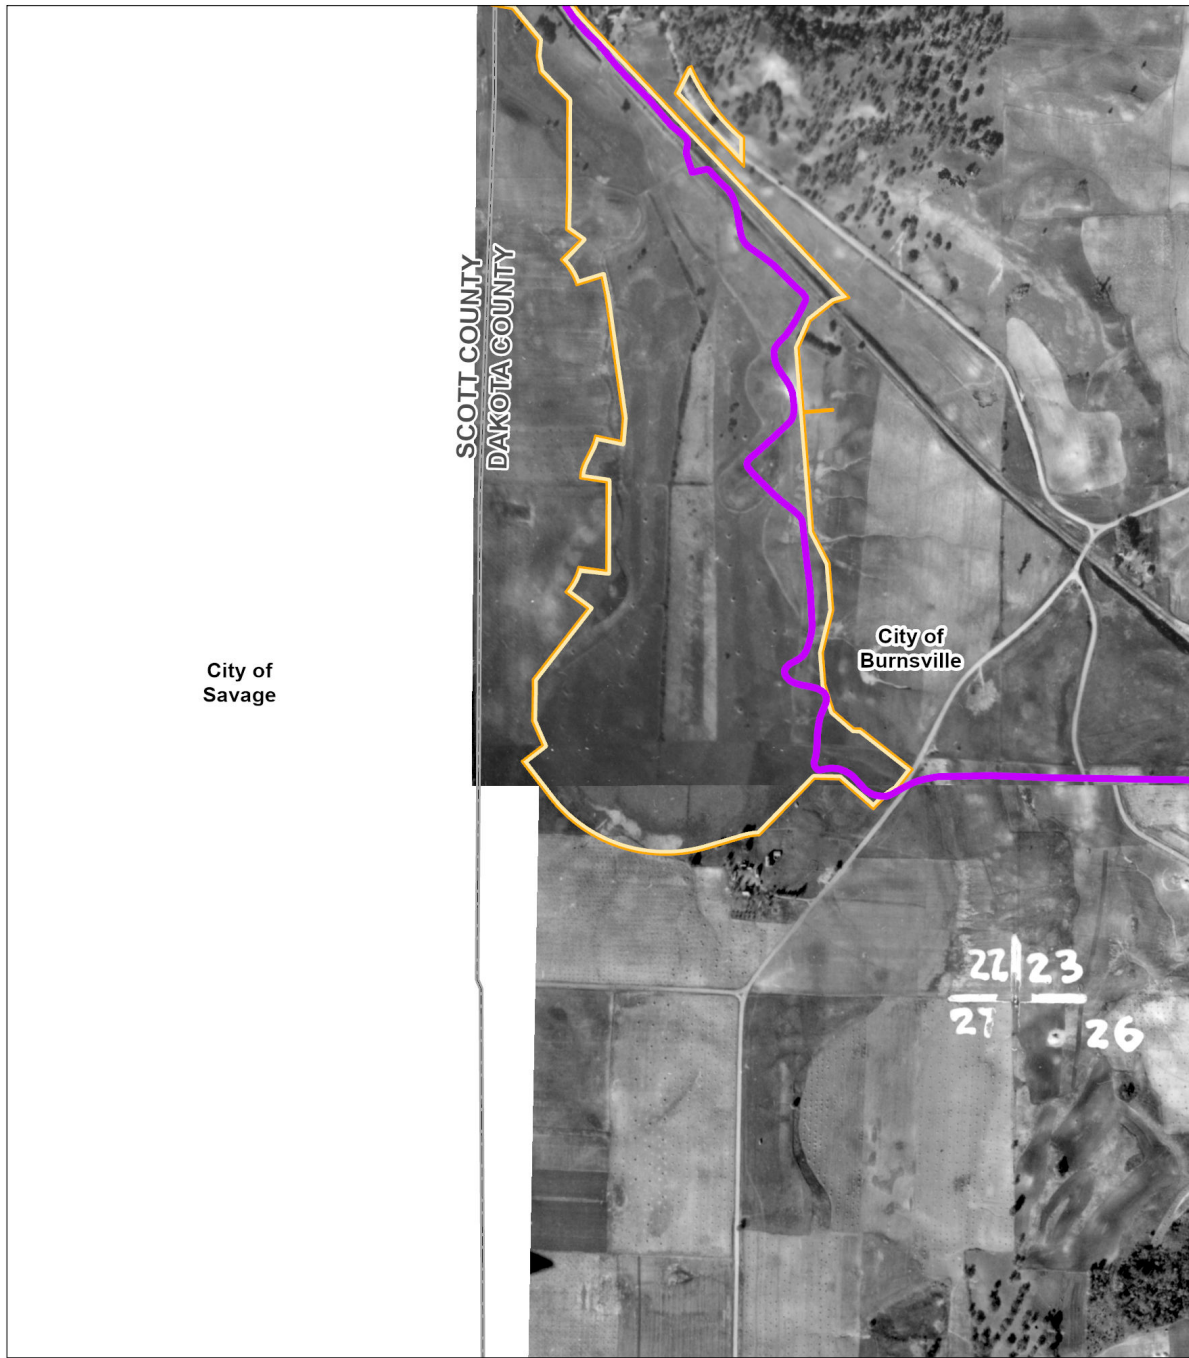 SCOTT COUNTY
DAKOTA COUNTY
City of
Burnsville
City of
Savage
22 23
27 26